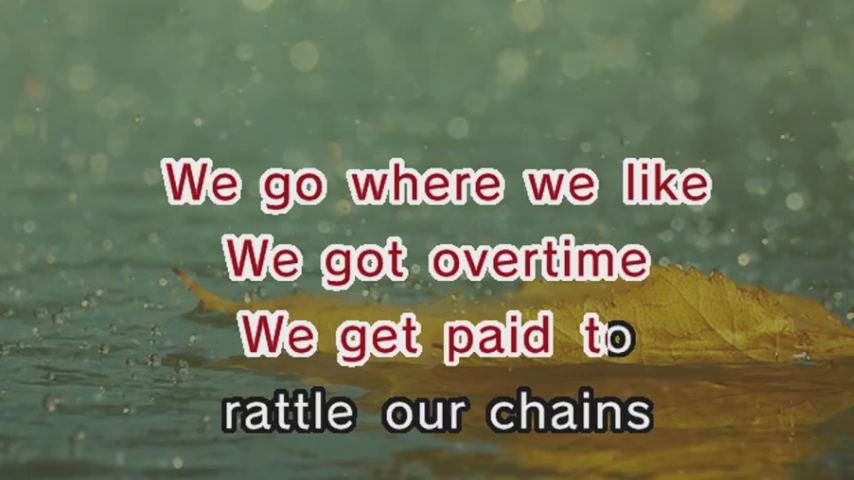 We go where we like
We got overtime
We get paid to
rattle our chains